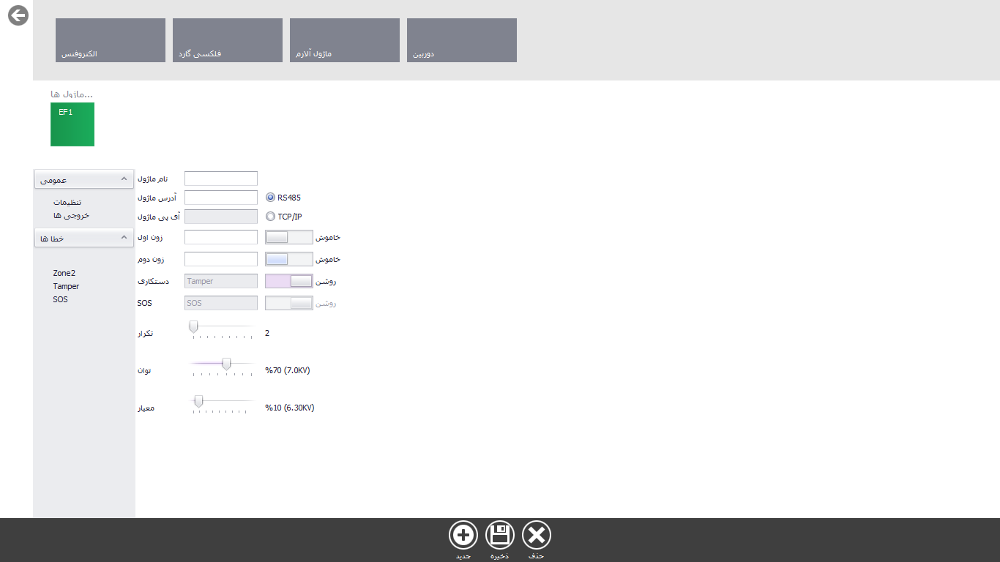 الکتروفنس
فلکسی گارد
ماژول آلارم
دوربین
ماژول ها...
EF1
عمومی
تنظیمات
خروجی ها
خطا ها
Zone2
Tamper
SOS
نام ماژول
آدرس ماژول
RS485
آی پی ماژول
TCP/IP
زون اول
خاموش
زون دوم
خاموش
دستکاری
Tamper
روشن
SOS
SOS
روشن
تکرار
2
توان
%70 (7.0KV)
معیار
%10 (6.30KV)
جدید
ذخیره
حذف